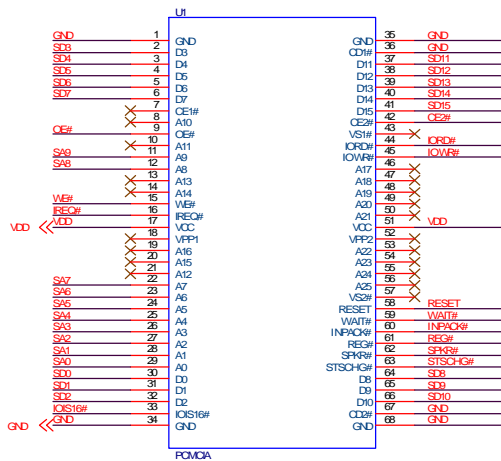 U1
GND 1 GND GND 35 GND
SD3 2 D3 CD1# 36 GND
SD4 3 D4 D11 37 SD11
SD5 4 D5 D12 38 SD12
SD6 5 D6 D13 39 SD13
SD7 6 D7 D14 40 SD14
7 CE1# D15 41 SD15
8 A10 CE2# 42 CE2#
OE# 9 OE# VS1# 43
10 A11 IORD# 44 IORD#
SA9 11 A9 IOWR# 45 IOWR#
SA8 12 A8 A17 46
13 A13 A18 47
14 A14 A19 48
WE# 15 WE# A20 49
IREQ# 16 IREQ# A21 50
VDD VDD 17 VCC VCC 51 VDD
18 VPP1 VPP2 52
19 A16 A22 53
20 A15 A23 54
21 A12 A24 55
SA7 22 A7 A25 56
SA6 23 A6 VS2# 57
SA5 24 A5 RESET 58 RESET
SA4 25 A4 WAIT# 59 WAIT#
SA3 26 A3 INPACK# 60 INPACK#
SA2 27 A2 REG# 61 REG#
SA1 28 A1 SPKR# 62 SPKR#
SA0 29 A0 STSCHG# 63 STSCHG#
SD0 30 D0 D8 64 SD8
SD1 31 D1 D9 65 SD9
SD2 32 D2 D10 66 SD10
IOIS16# 33 IOIS16# CD2# 67 GND
GND GND 34 GND GND 68 GND
PCMCIA